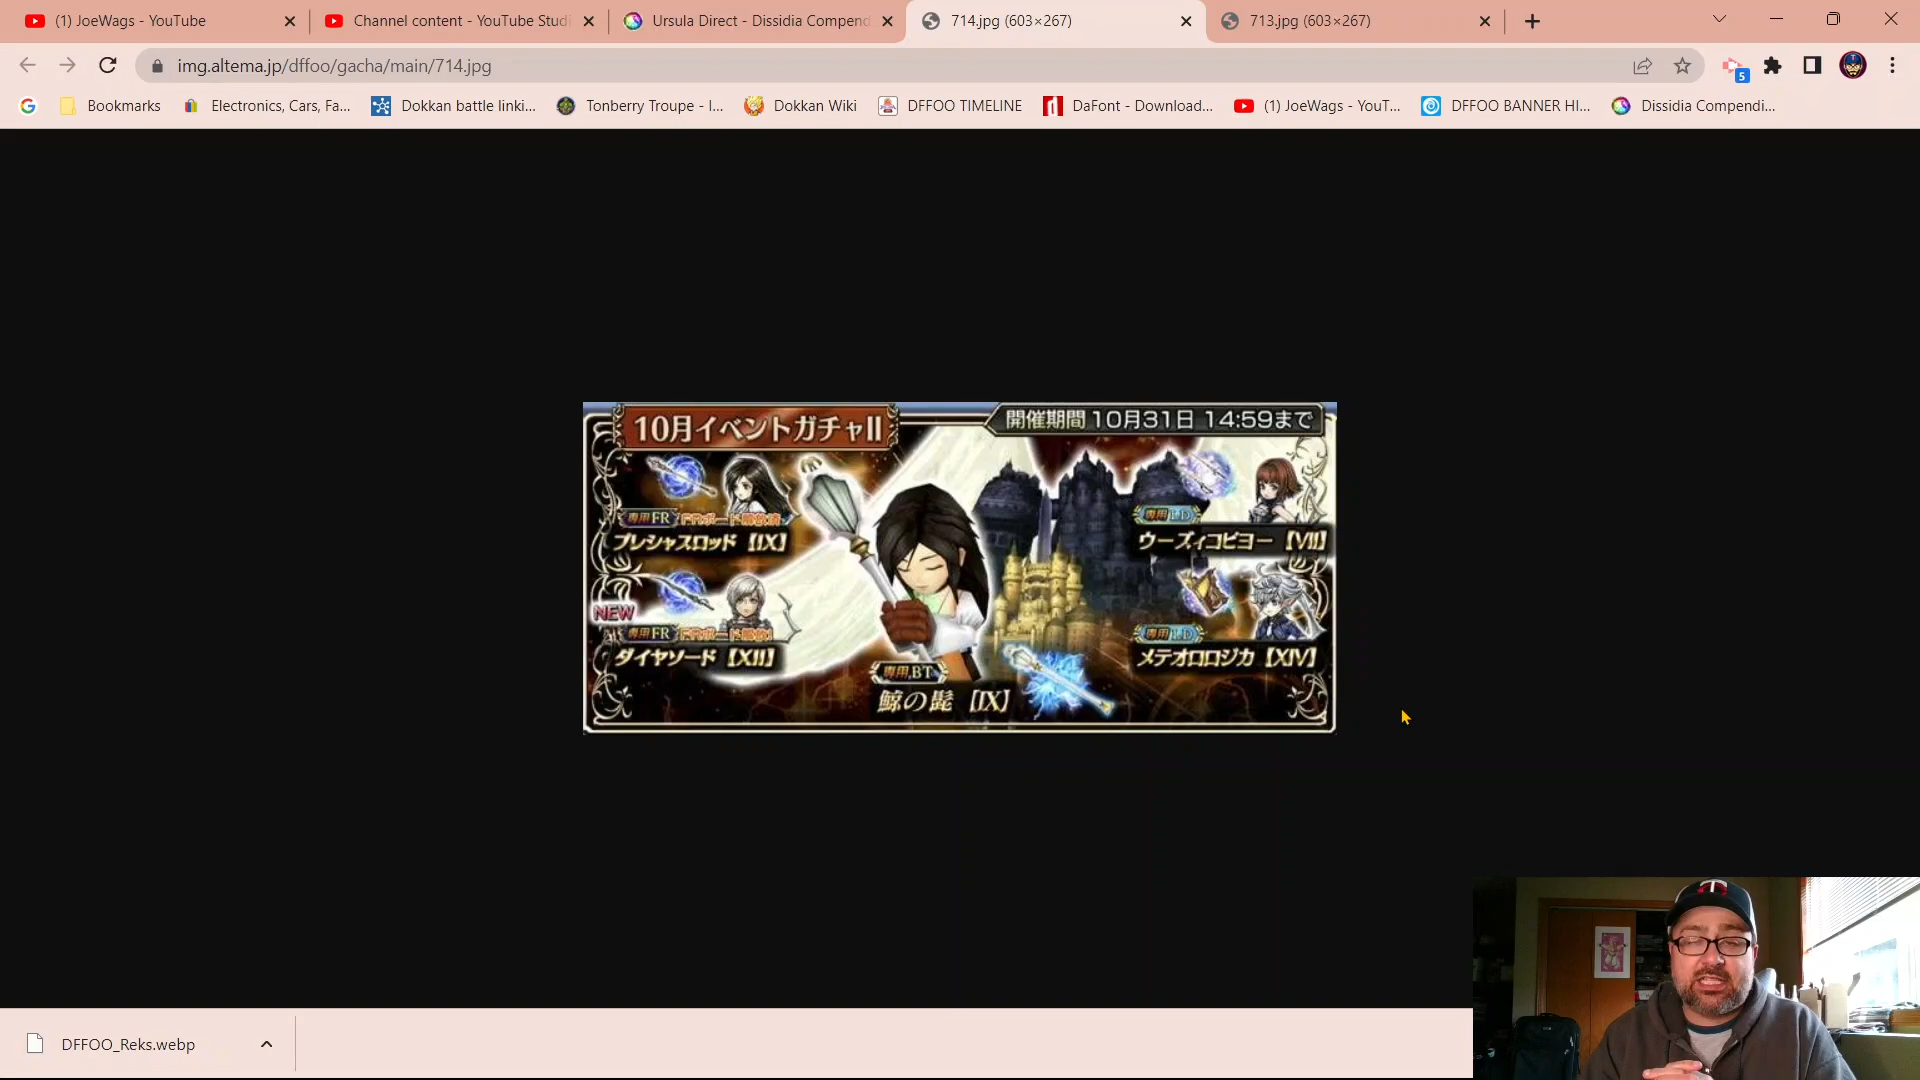 (1) JoeWags - YouTube
Channel content - YouTube Studi
Ursula Direct - Dissidia Compend
714.jpg (603×267)
713.jpg (603×267)
img.altema.jp/dffoo/gacha/main/714.jpg
5
Bookmarks
Electronics, Cars, Fa...
Dokkan battle linki...
Tonberry Troupe - I...
Dokkan Wiki
DFFOO TIMELINE
DaFont - Download...
(1) JoeWags - YouT...
DFFOO BANNER HI...
Dissidia Compendi...
10月イベントガチャII
開催期間 10月31日 14:59まで
専用FR
プレシャスロッド【IX】
専用LD
ウーズィコピヨー【VII】
NEW
専用FR
ダイヤソード【XII】
専用LD
メテオロロジカ【XIV】
専用BT
鯨の髭【IX】
DFFOO_Reks.webp